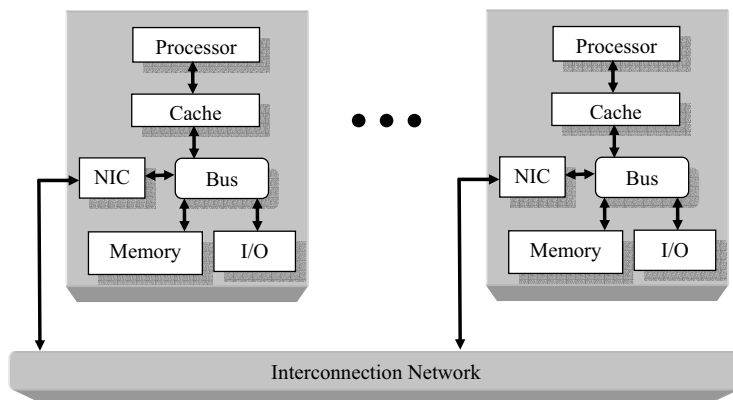 Processor
Cache
NIC
Bus
Memory
I/O
Processor
Cache
NIC
Bus
Memory
I/O
Interconnection Network